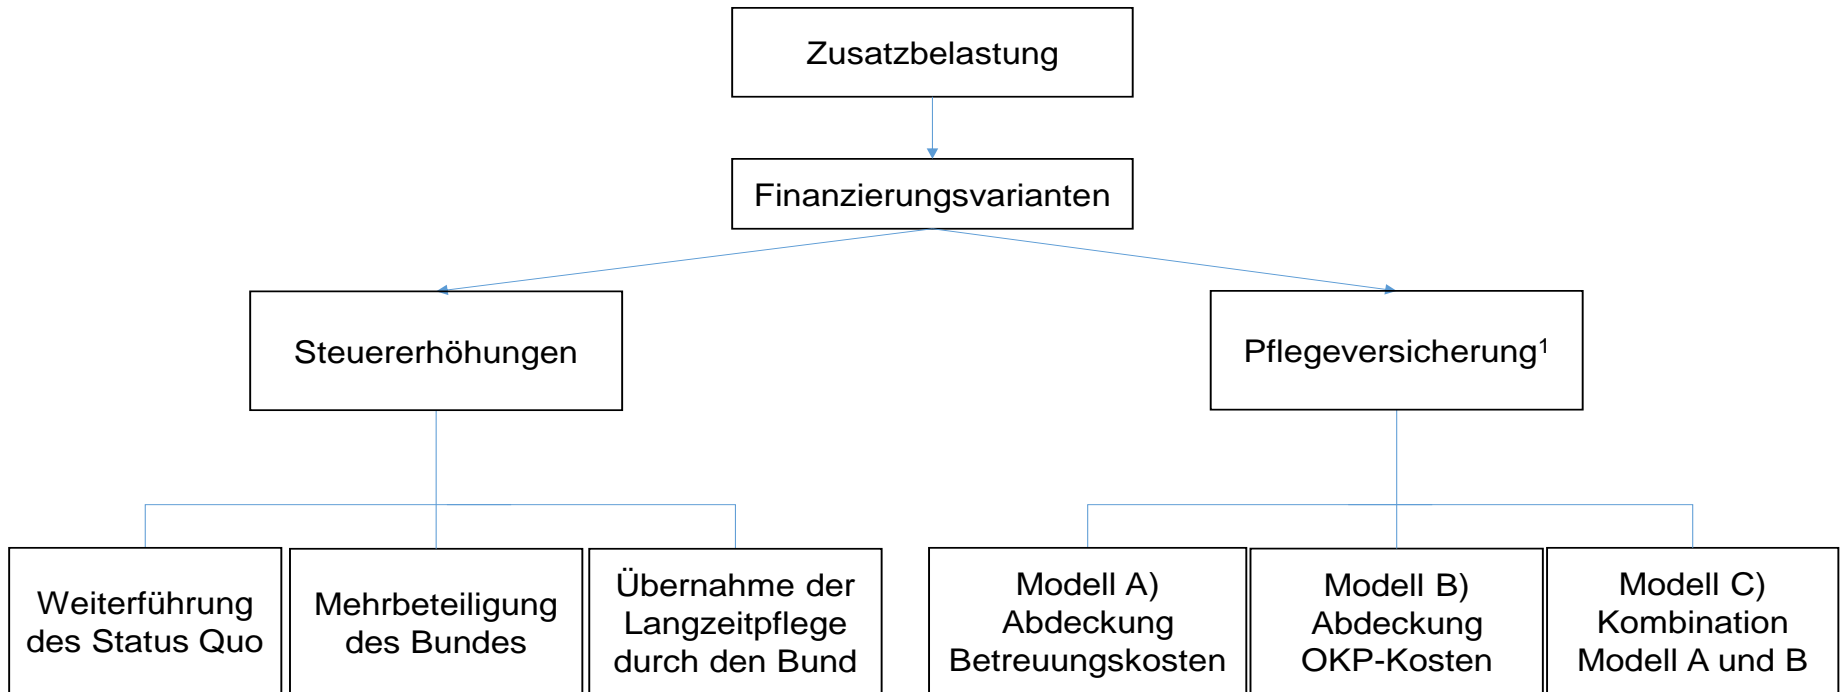 Zusatzbelastung
Finanzierungsvarianten
Steuererhöhungen
Pflegeversicherung¹
Weiterführung
des Status Quo
Mehrbeteiligung
des Bundes
Übernahme der
Langzeitpflege
durch den Bund
Modell A)
Abdeckung
Betreuungskosten
Modell B)
Abdeckung
OKP-Kosten
Modell C)
Kombination
Modell A und B